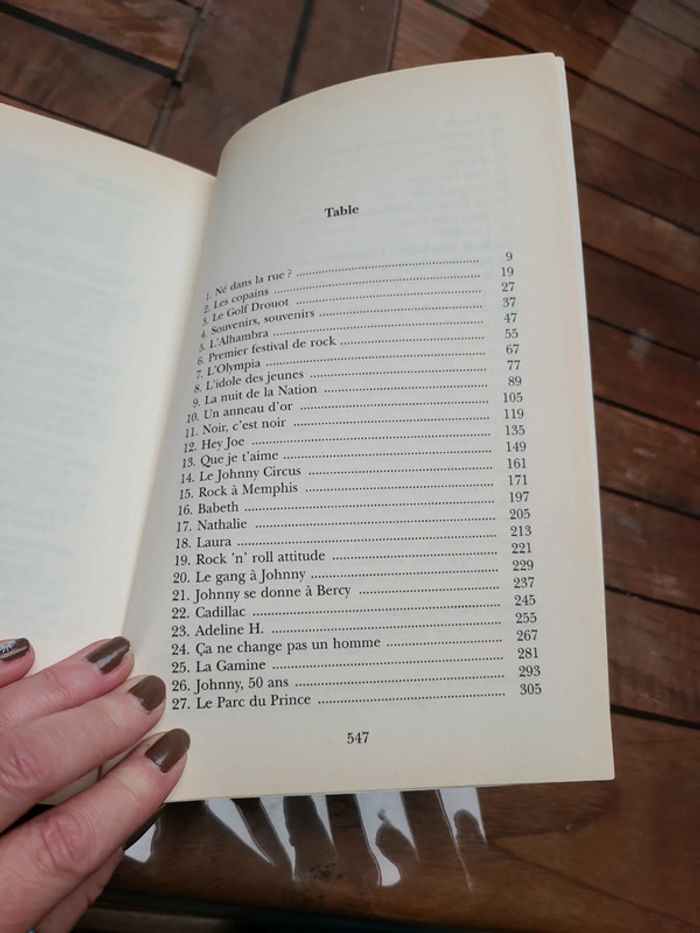 Table
1. Né dans la rue ? ........ 9
2. Les copains ........ 19
3. Le Golf Drouot ........ 27
4. Souvenirs, souvenirs ........ 37
5. L'Alhambra ........ 47
6. Premier festival de rock ........ 55
7. L'Olympia ........ 67
8. L'idole des jeunes ........ 77
9. La nuit de la Nation ........ 89
10. Un anneau d'or ........ 105
11. Noir, c'est noir ........ 119
12. Hey Joe ........ 135
13. Que je t'aime ........ 149
14. Le Johnny Circus ........ 161
15. Rock à Memphis ........ 171
16. Babeth ........ 197
17. Nathalie ........ 205
18. Laura ........ 213
19. Rock 'n' roll attitude ........ 221
20. Le gang à Johnny ........ 229
21. Johnny se donne à Bercy ........ 237
22. Cadillac ........ 245
23. Adeline H. ........ 255
24. Ça ne change pas un homme ........ 267
25. La Gamine ........ 281
26. Johnny, 50 ans ........ 293
27. Le Parc du Prince ........ 305
547